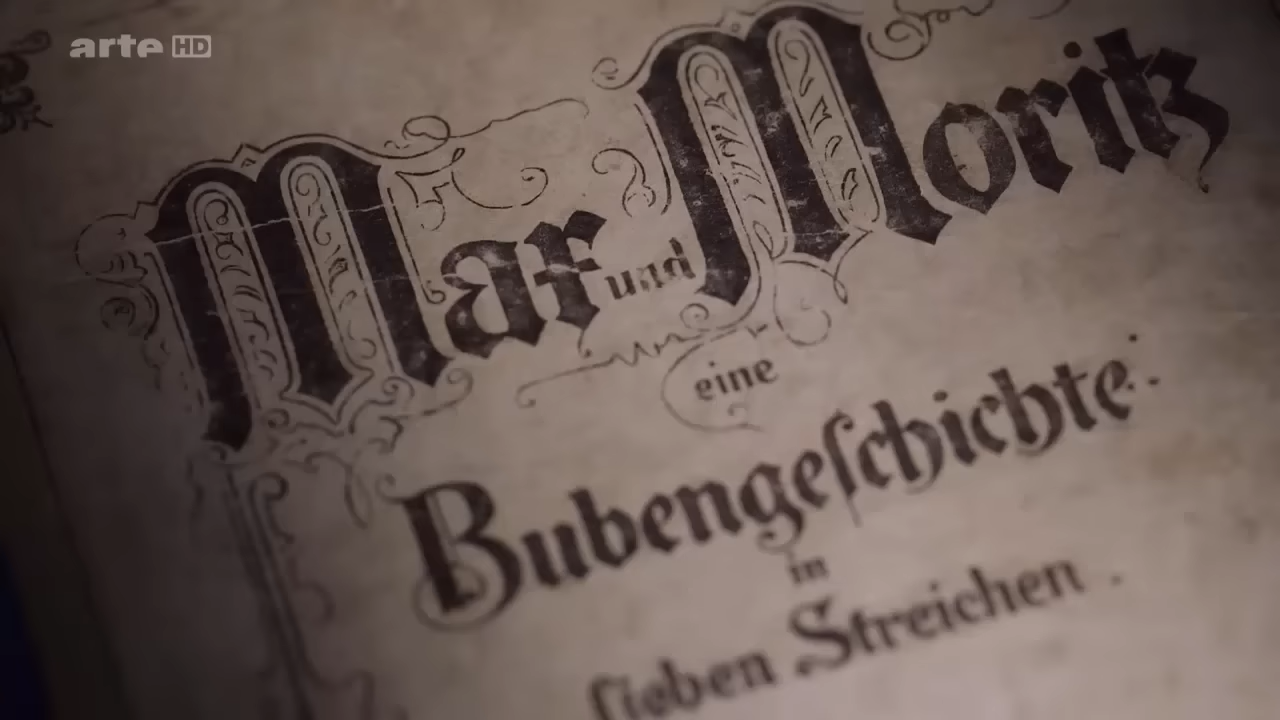 arte HD
Max und Moritz
eine
Bubengeſchichte
in
ſieben Streichen.